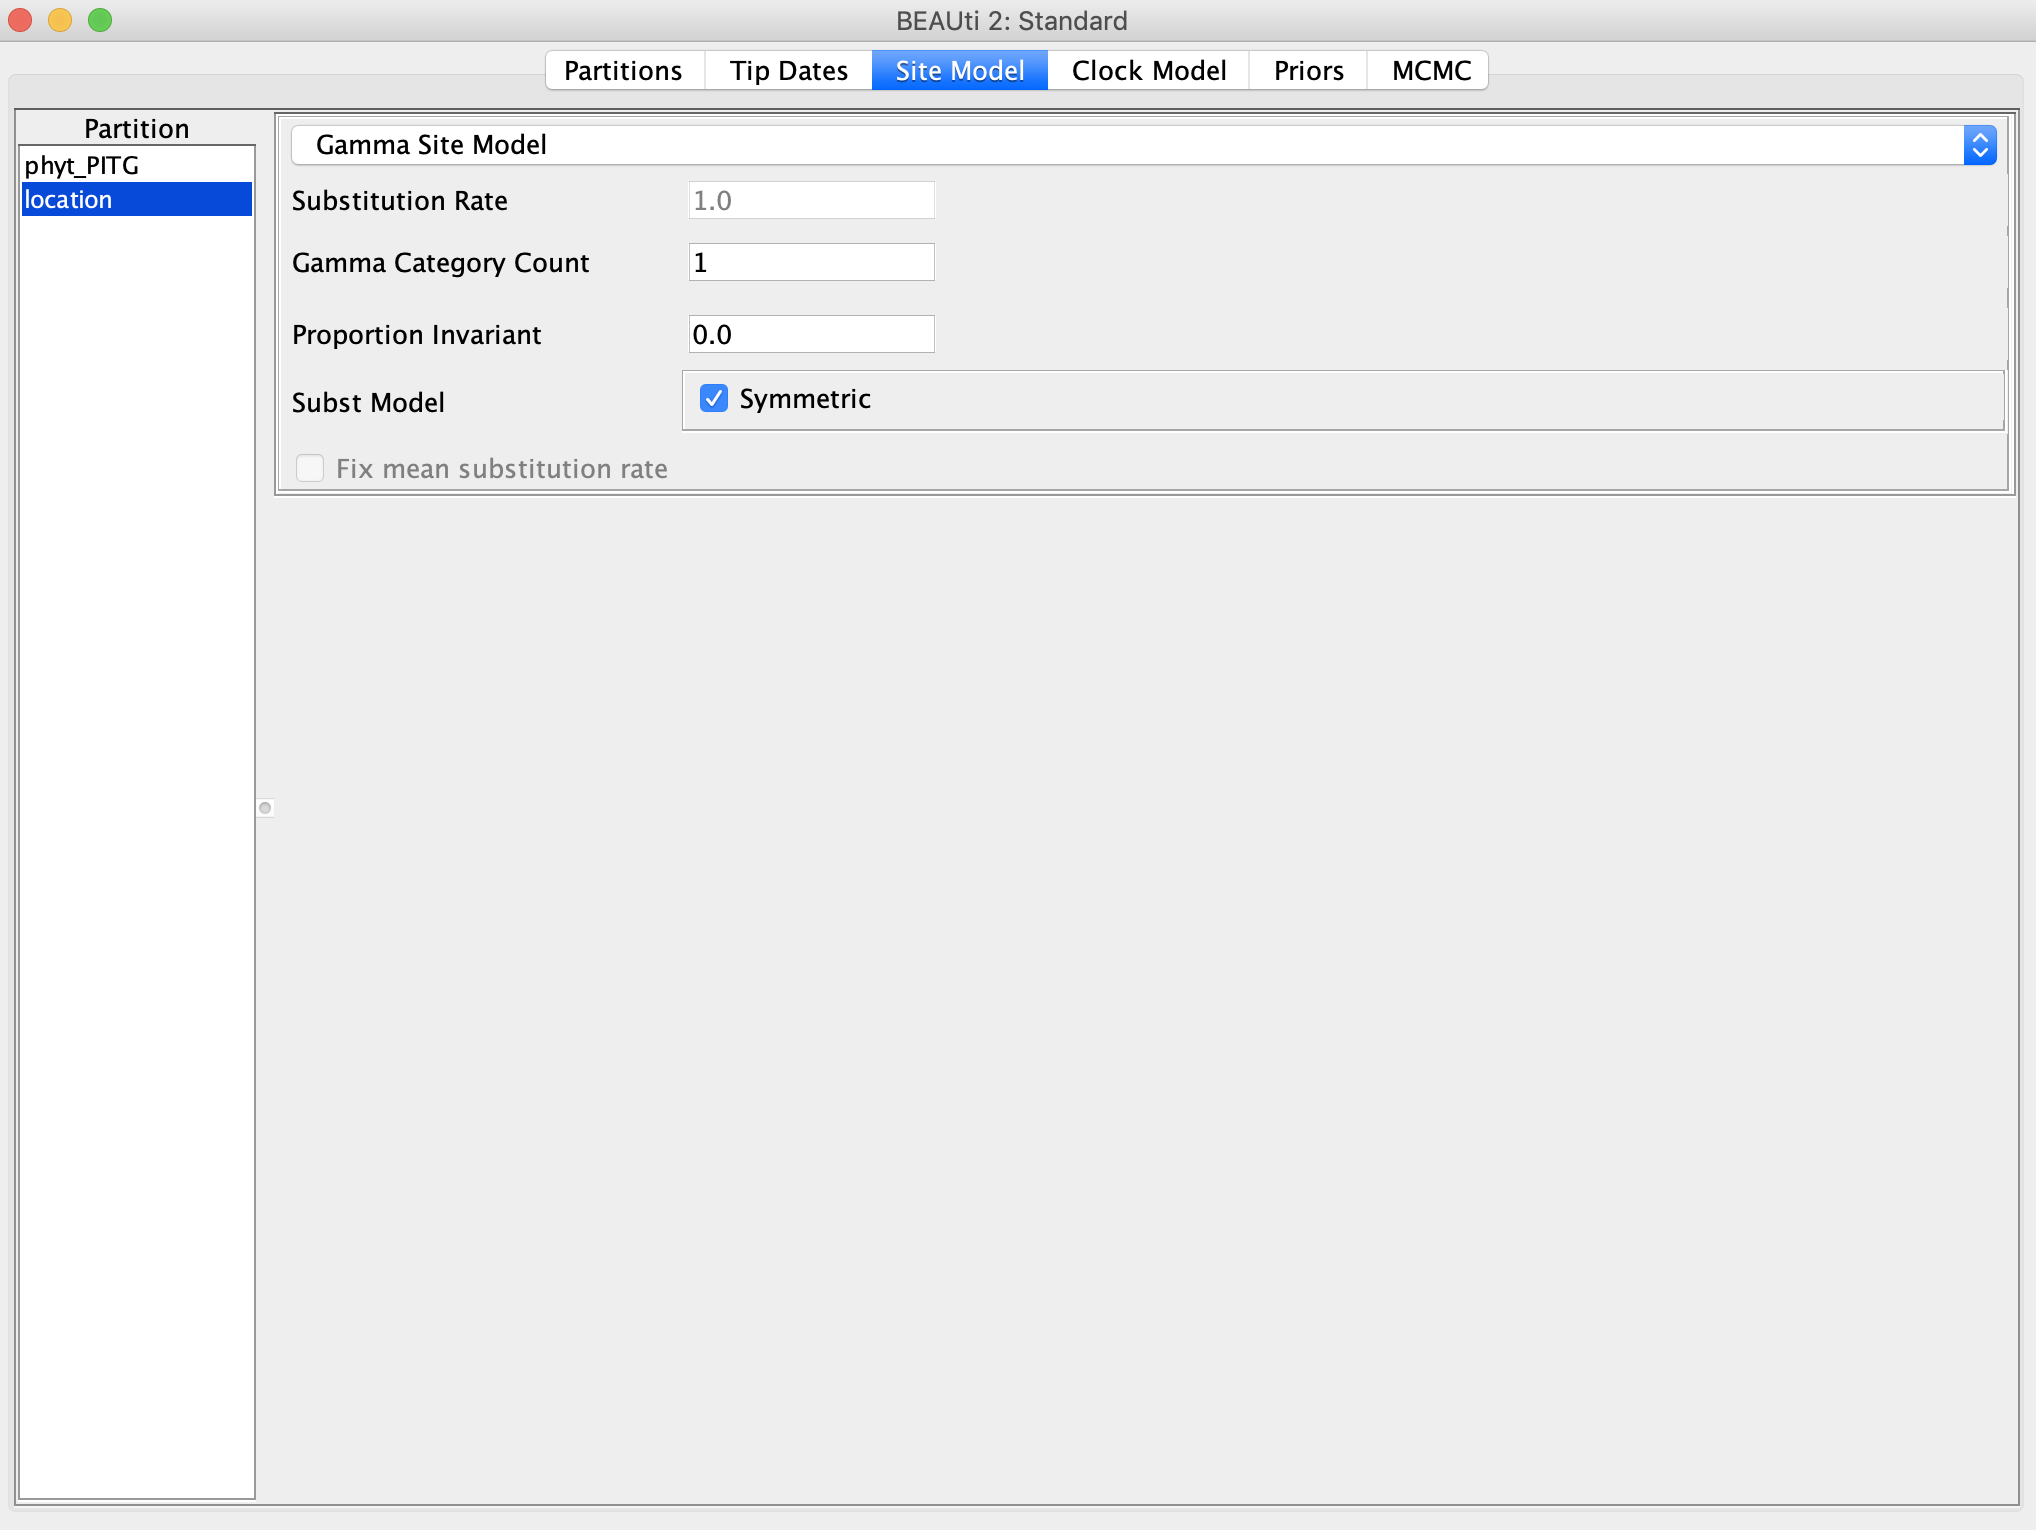 BEAUti 2: Standard
Partitions Tip Dates Site Model Clock Model Priors MCMC
Partition
phyt_PITG
location
Gamma Site Model
Substitution Rate 1.0
Gamma Category Count 1
Proportion Invariant 0.0
Subst Model Symmetric
Fix mean substitution rate